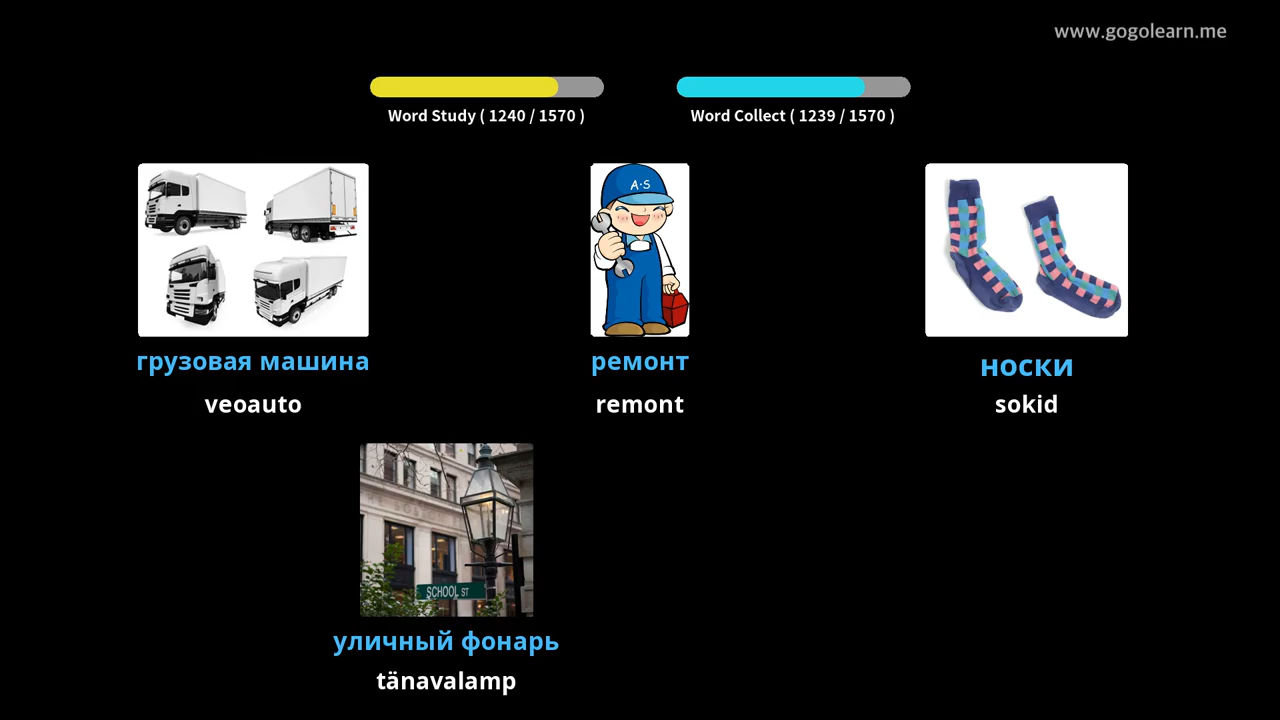 www.gogolearn.me
Word Study ( 1240 / 1570 )
Word Collect ( 1239 / 1570 )
A·S
грузовая машина
ремонт
носки
veoauto
remont
sokid
SCHOOL ST
уличный фонарь
tänavalamp